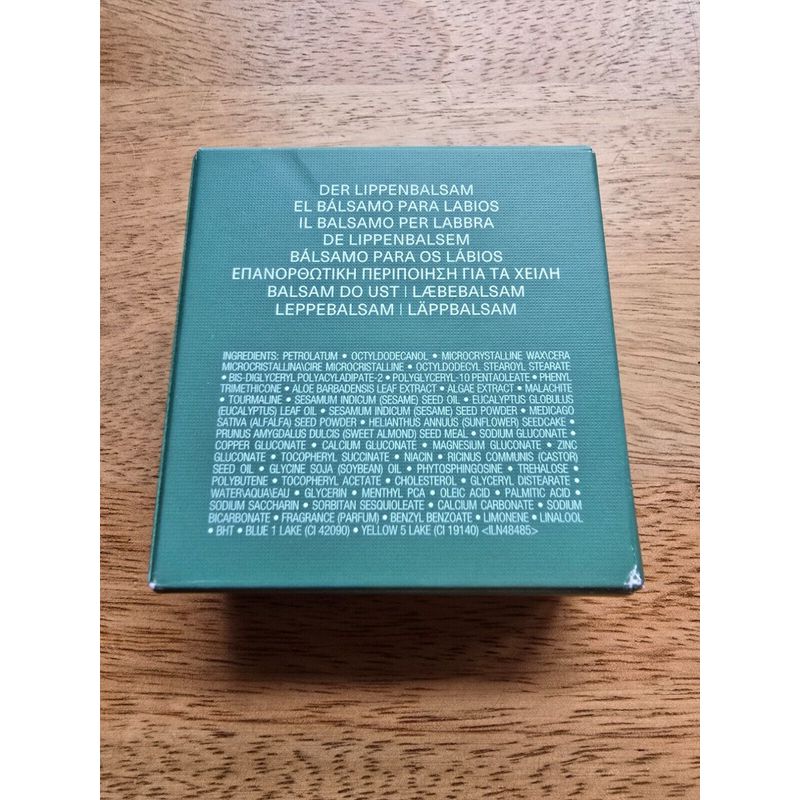 DER LIPPENBALSAM
EL BÁLSAMO PARA LABIOS
IL BALSAMO PER LABBRA
DE LIPPENBALSEM
BÁLSAMO PARA OS LÁBIOS
ΕΠΑΝΟΡΘΩΤΙΚΗ ΠΕΡΙΠΟΙΗΣΗ ΓΙΑ ΤΑ ΧΕΙΛΗ
BALSAM DO UST | LÆBEBALSAM
LEPPEBALSAM | LÄPPBALSAM
INGREDIENTS: PETROLATUM • OCTYLDODECANOL • MICROCRYSTALLINE WAX\CERA
MICROCRISTALLINA\CIRE MICROCRISTALLINE • OCTYLDODECYL STEAROYL STEARATE
• BIS-DIGLYCERYL POLYACYLADIPATE-2 • POLYGLYCERYL-10 PENTAOLEATE • PHENYL
TRIMETHICONE • ALOE BARBADENSIS LEAF EXTRACT • ALGAE EXTRACT • MALACHITE
• TOURMALINE • SESAMUM INDICUM (SESAME) SEED OIL • EUCALYPTUS GLOBULUS
(EUCALYPTUS) LEAF OIL • SESAMUM INDICUM (SESAME) SEED POWDER • MEDICAGO
SATIVA (ALFALFA) SEED POWDER • HELIANTHUS ANNUUS (SUNFLOWER) SEEDCAKE •
PRUNUS AMYGDALUS DULCIS (SWEET ALMOND) SEED MEAL • SODIUM GLUCONATE •
COPPER GLUCONATE • CALCIUM GLUCONATE • MAGNESIUM GLUCONATE • ZINC
GLUCONATE • TOCOPHERYL SUCCINATE • NIACIN • RICINUS COMMUNIS (CASTOR)
SEED OIL • GLYCINE SOJA (SOYBEAN) OIL • PHYTOSPHINGOSINE • TREHALOSE •
POLYBUTENE • TOCOPHERYL ACETATE • CHOLESTEROL • GLYCERYL DISTEARATE •
WATER\AQUA\EAU • GLYCERIN • MENTHYL PCA • OLEIC ACID • PALMITIC ACID •
SODIUM SACCHARIN • SORBITAN SESQUIOLEATE • CALCIUM CARBONATE • SODIUM
BICARBONATE • FRAGRANCE (PARFUM) • BENZYL BENZOATE • LIMONENE • LINALOOL
• BHT • BLUE 1 LAKE (CI 42090) • YELLOW 5 LAKE (CI 19140) <ILN48485>